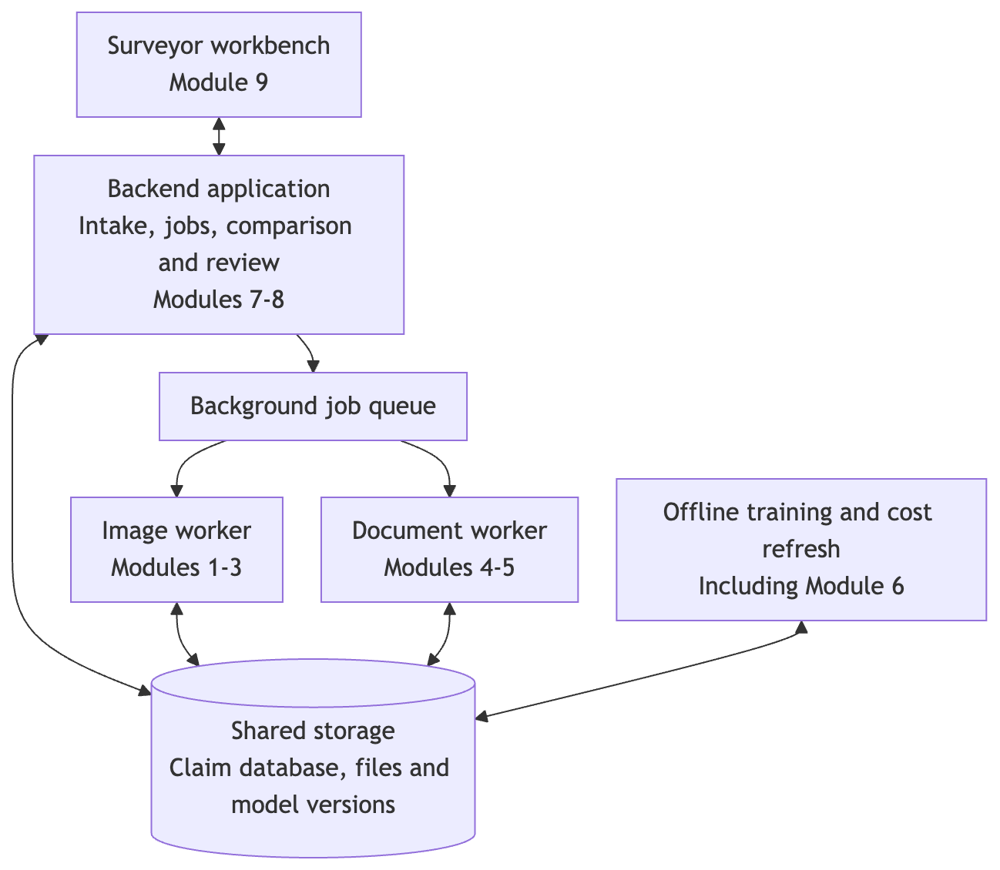 Surveyor workbench
Module 9
Backend application
Intake, jobs, comparison
and review
Modules 7-8
Background job queue
Image worker
Modules 1-3
Document worker
Modules 4-5
Offline training and cost
refresh
Including Module 6
Shared storage
Claim database, files and
model versions